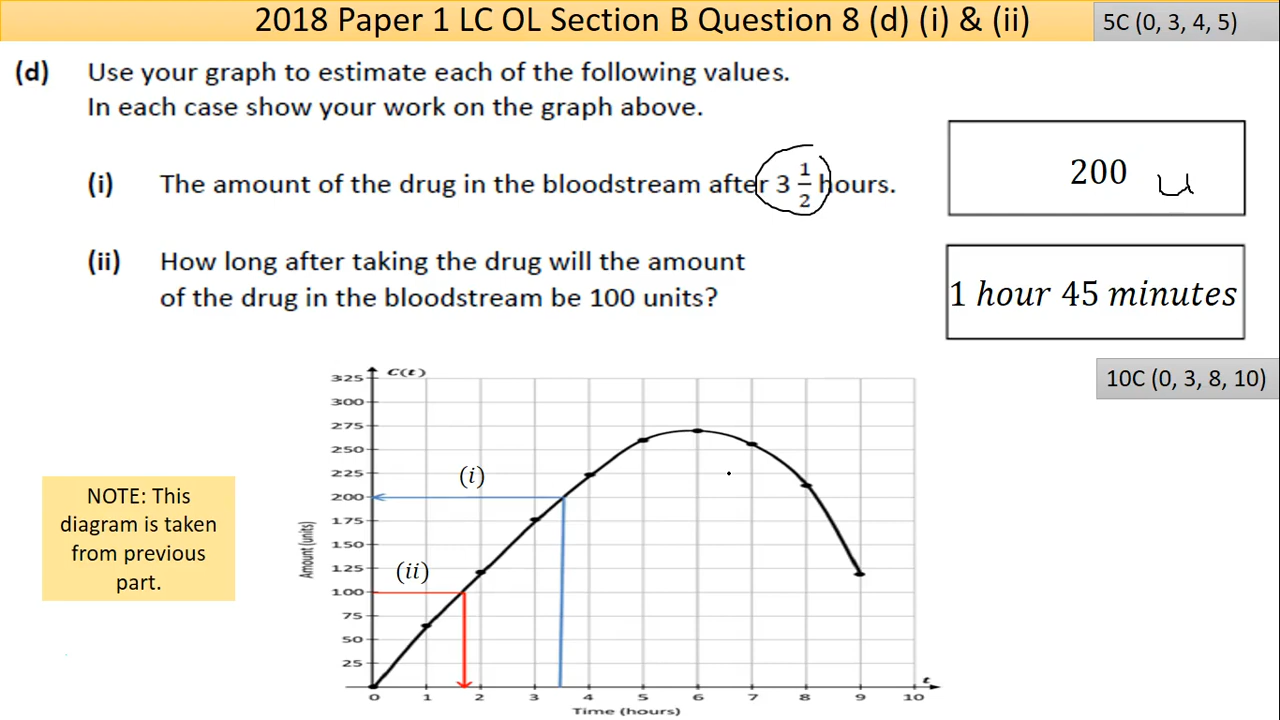 2018 Paper 1 LC OL Section B Question 8 (d) (i) & (ii)
5C (0, 3, 4, 5)
(d) Use your graph to estimate each of the following values.
In each case show your work on the graph above.
(i) The amount of the drug in the bloodstream after 3 1/2 hours.
200 u
(ii) How long after taking the drug will the amount
of the drug in the bloodstream be 100 units?
1 hour 45 minutes
10C (0, 3, 8, 10)
NOTE: This
diagram is taken
from previous
part.
C(t)
325
300
275
250
225
200
175
150
125
100
75
50
25
Amount (units)
(i)
(ii)
0 1 2 3 4 5 6 7 8 9 10
t
Time (hours)